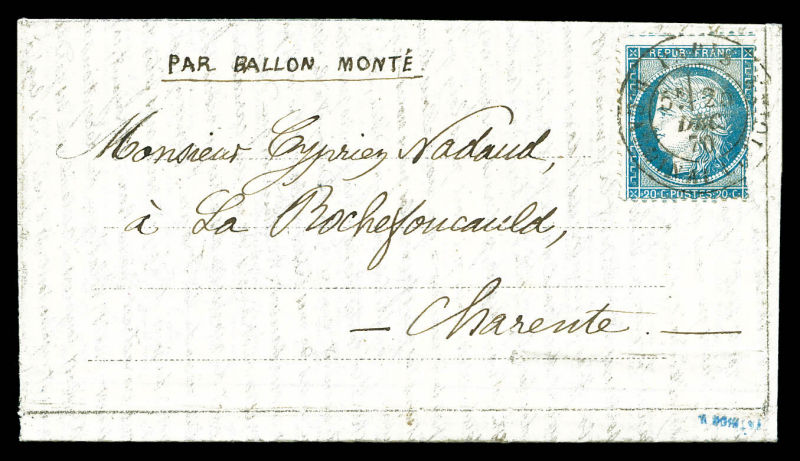 PAR BALLON MONTÉ
REPUB. FRANC.
Monsieur Cyprien Nadaud,
20 C POSTES 20 C
à La Rochefoucauld,
— Charente. —